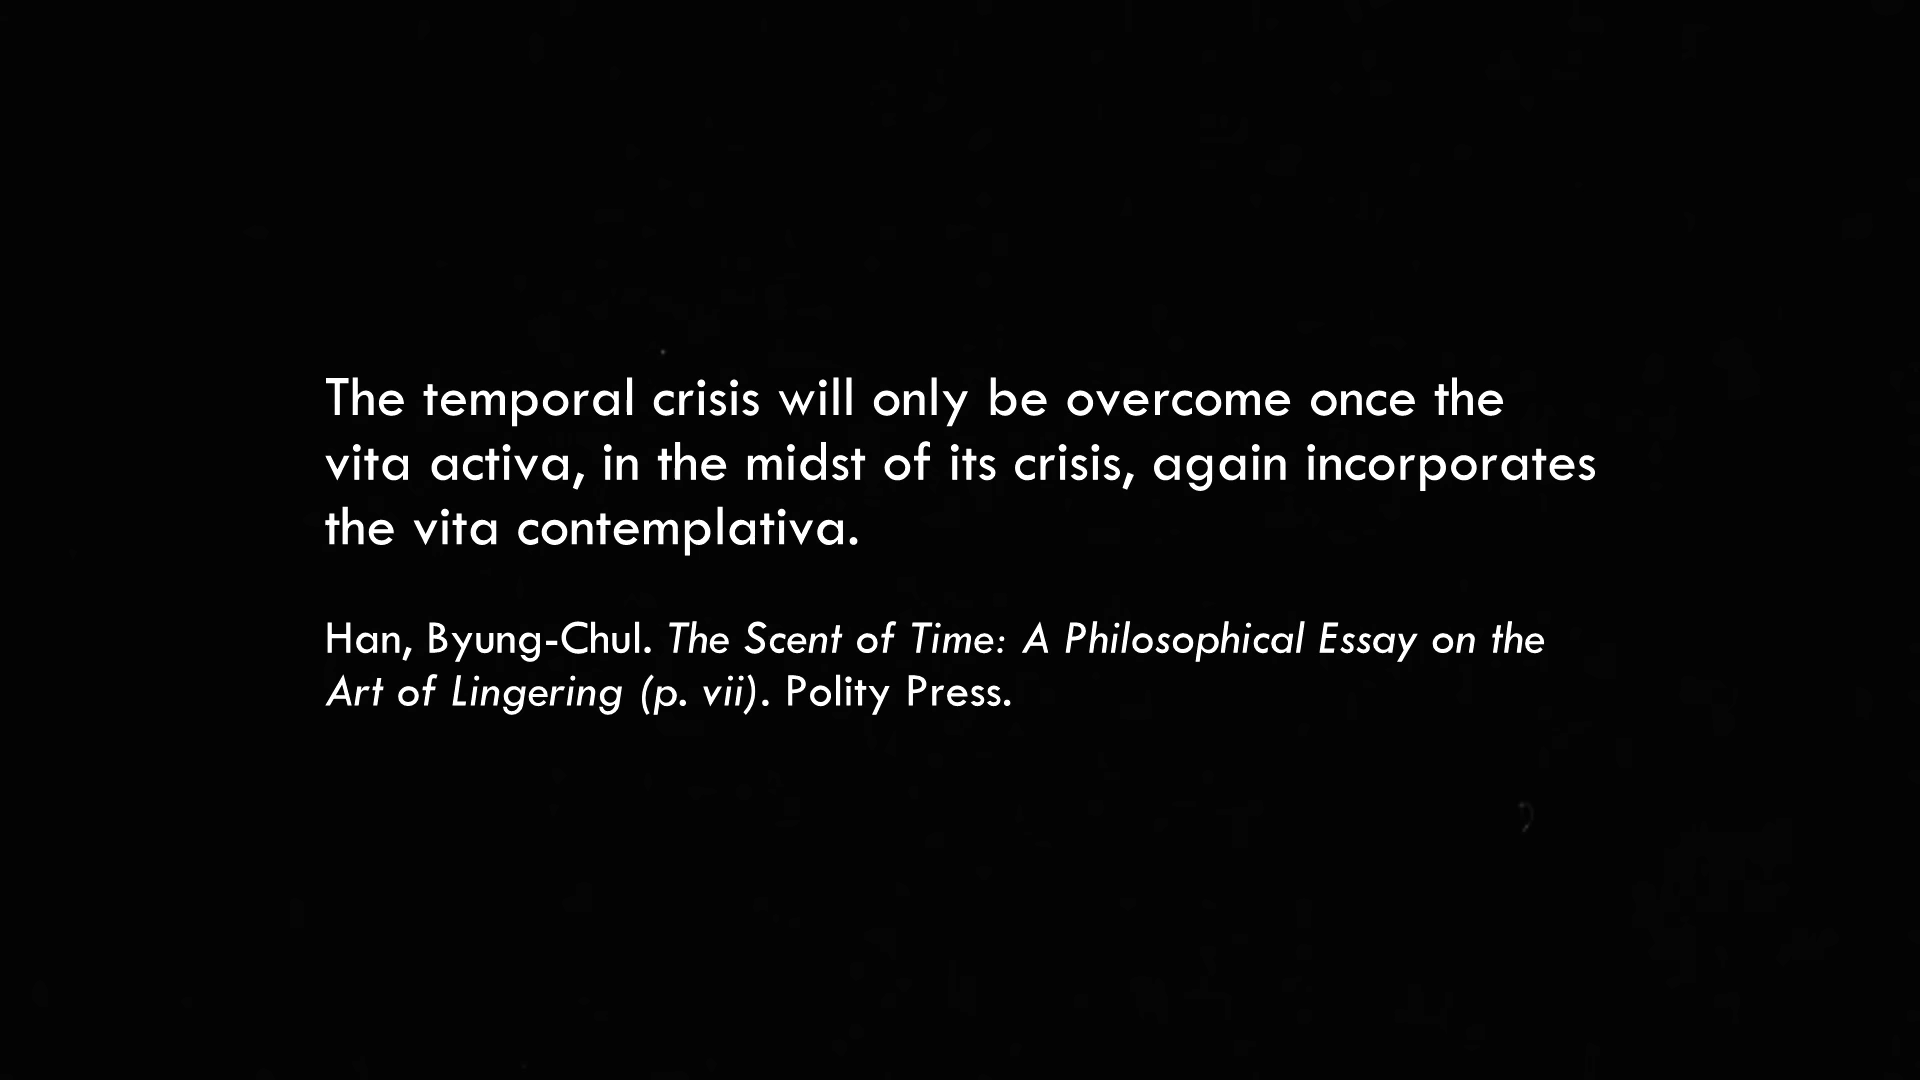 The temporal crisis will only be overcome once the
vita activa, in the midst of its crisis, again incorporates
the vita contemplativa.
Han, Byung-Chul. The Scent of Time: A Philosophical Essay on the
Art of Lingering (p. vii). Polity Press.